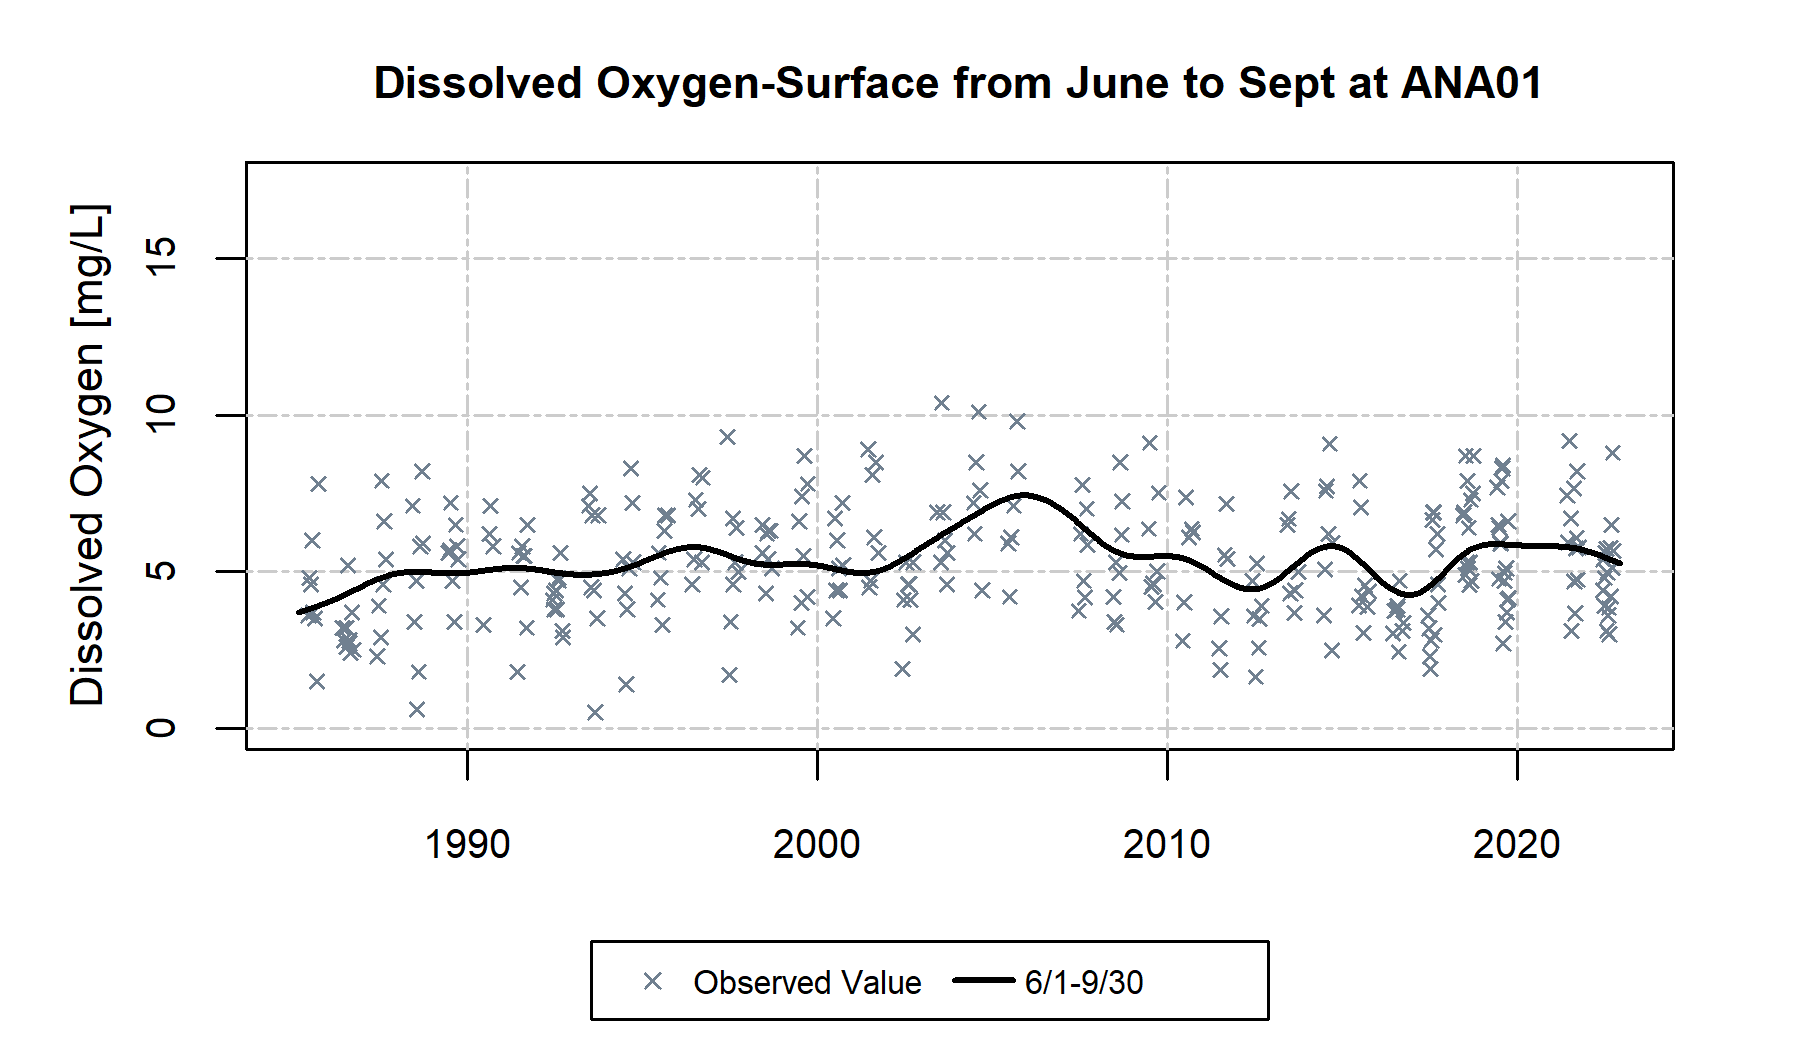 Dissolved Oxygen-Surface from June to Sept at ANA01
Dissolved Oxygen [mg/L]
15
10
5
0
1990 2000 2010 2020
Observed Value 6/1-9/30